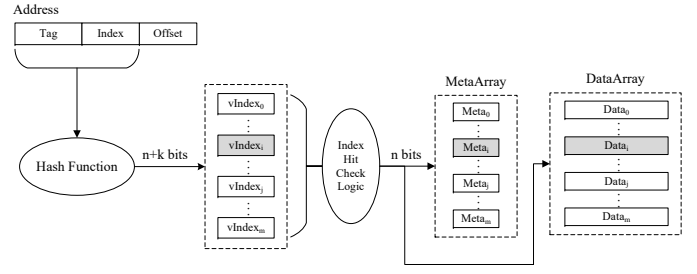 Address
Tag Index Offset
Hash Function
n+k bits
vIndex0
vIndexi
vIndexj
vIndexm
Index
Hit
Check
Logic
n bits
MetaArray
Meta0
Metai
Metaj
Metam
DataArray
Data0
Datai
Dataj
Datam